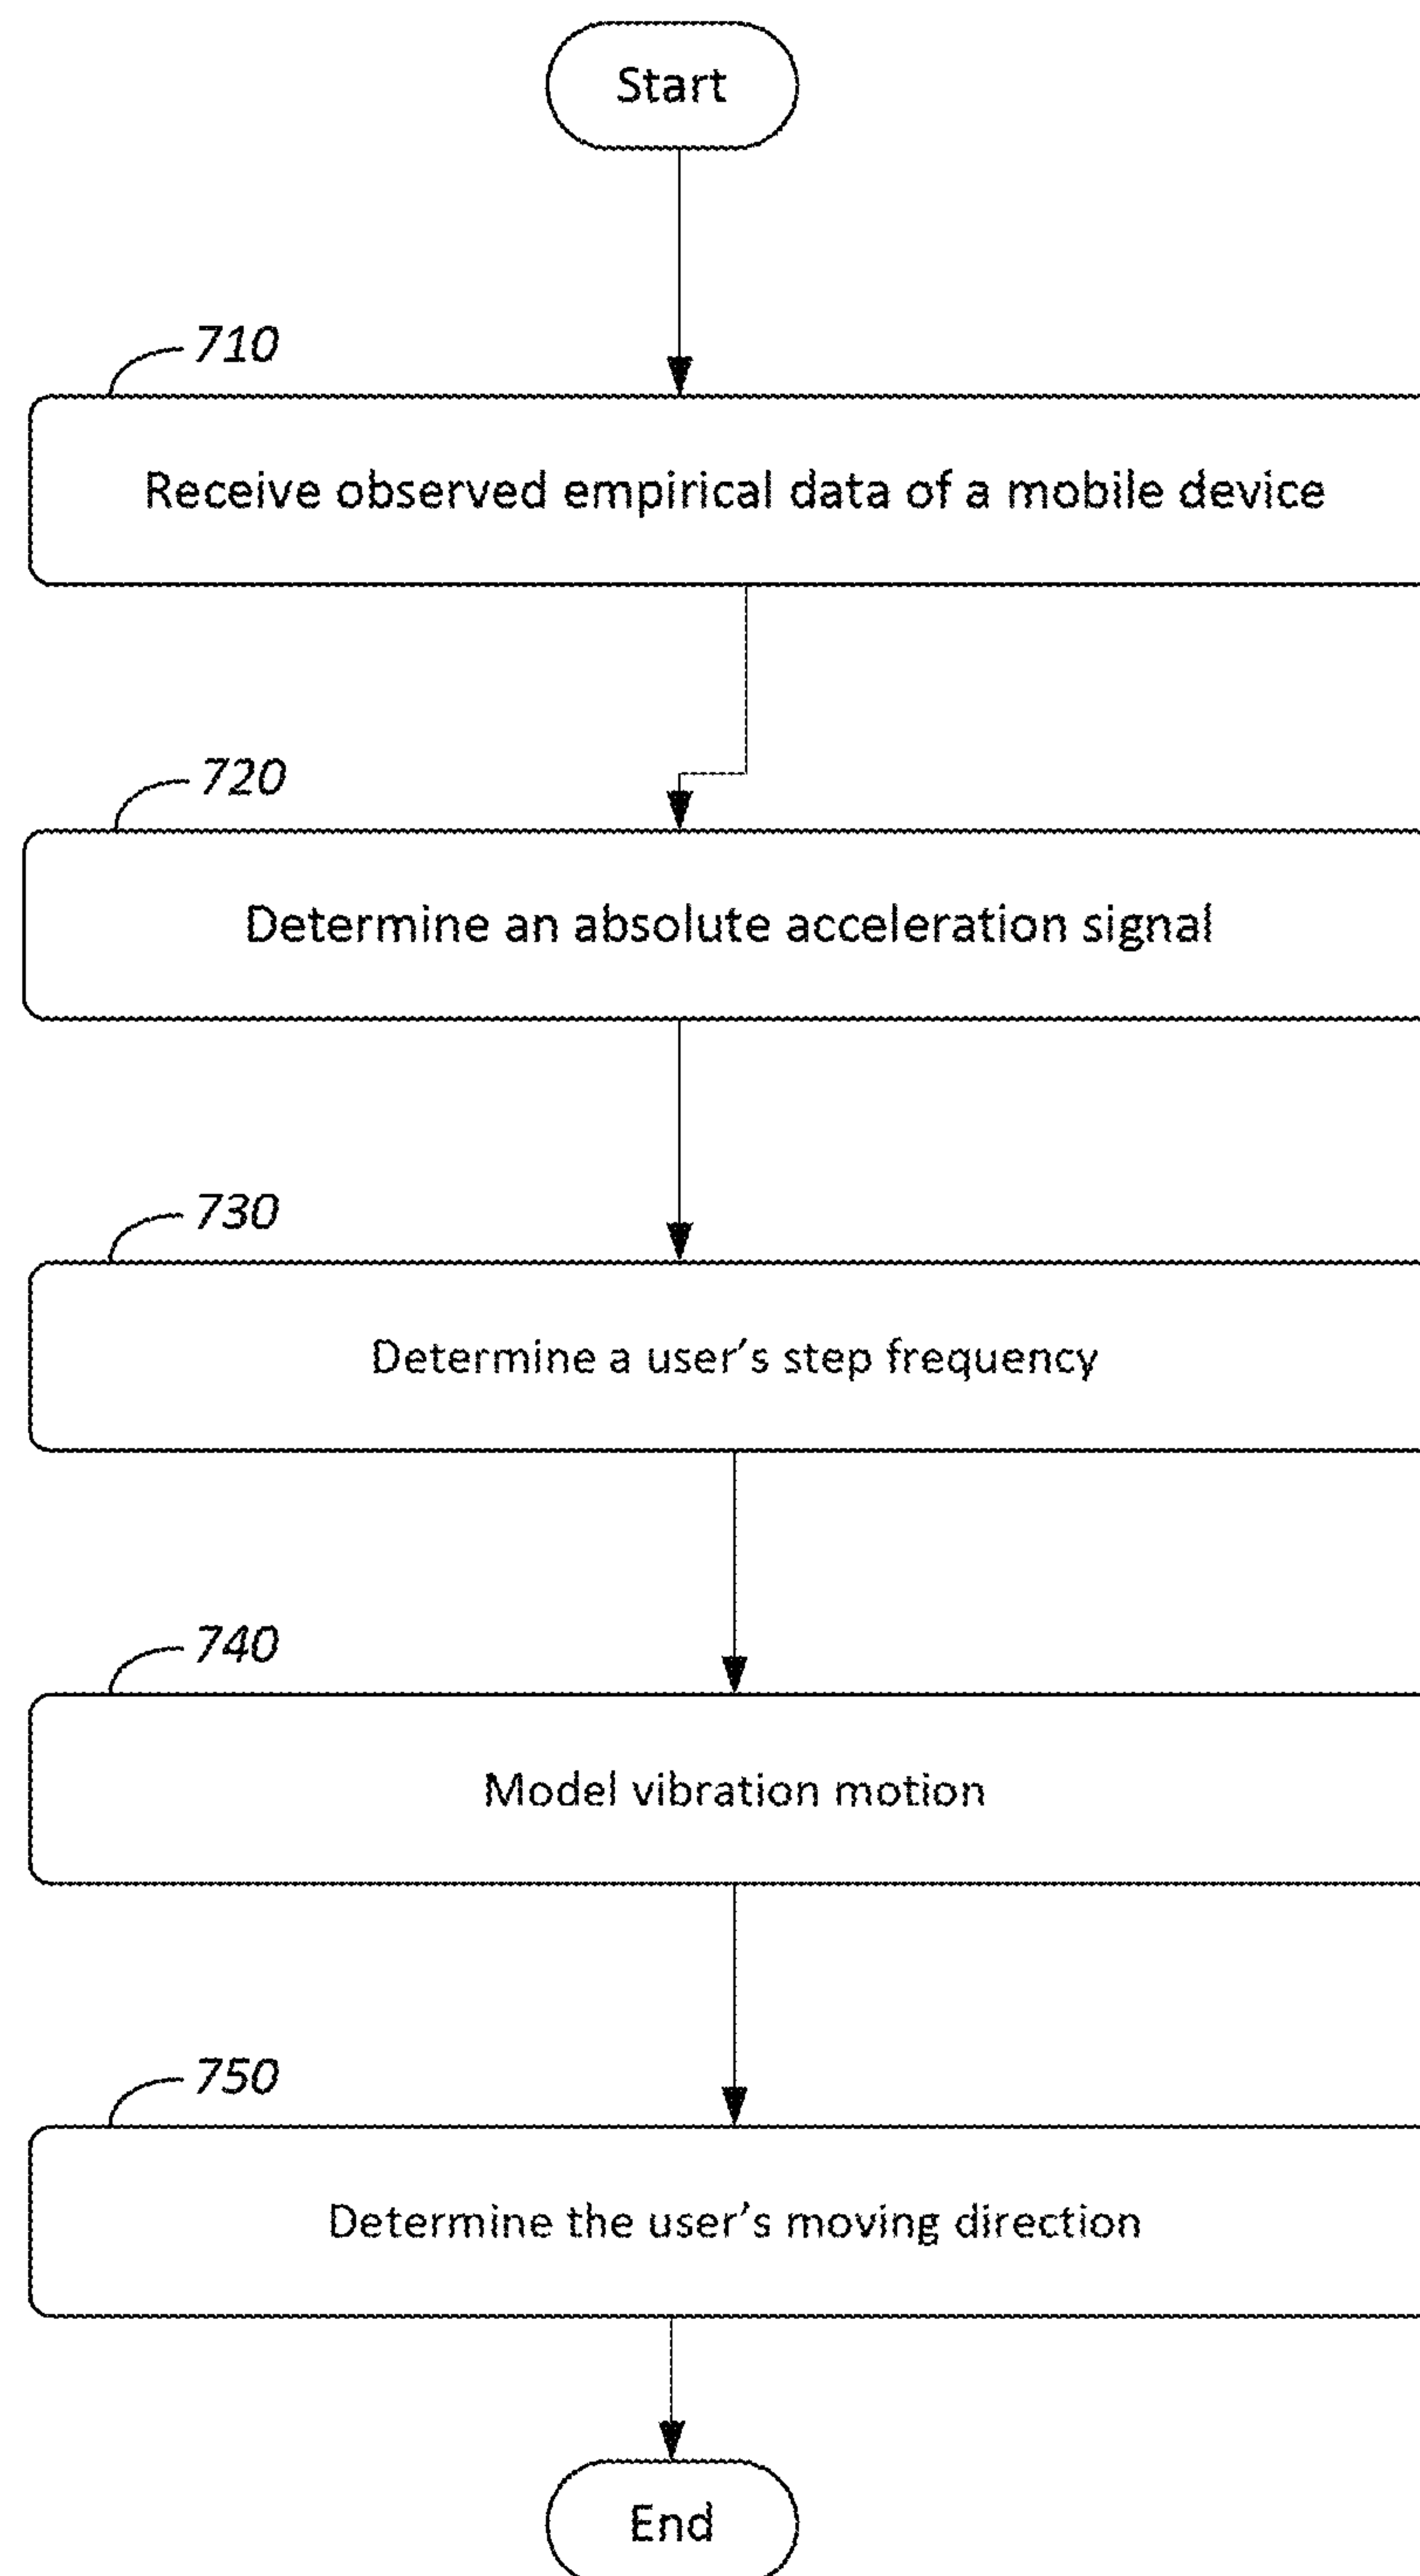 Start
710
Receive observed empirical data of a mobile device
720
Determine an absolute acceleration signal
730
Determine a user's step frequency
740
Model vibration motion
750
Determine the user's moving direction
End